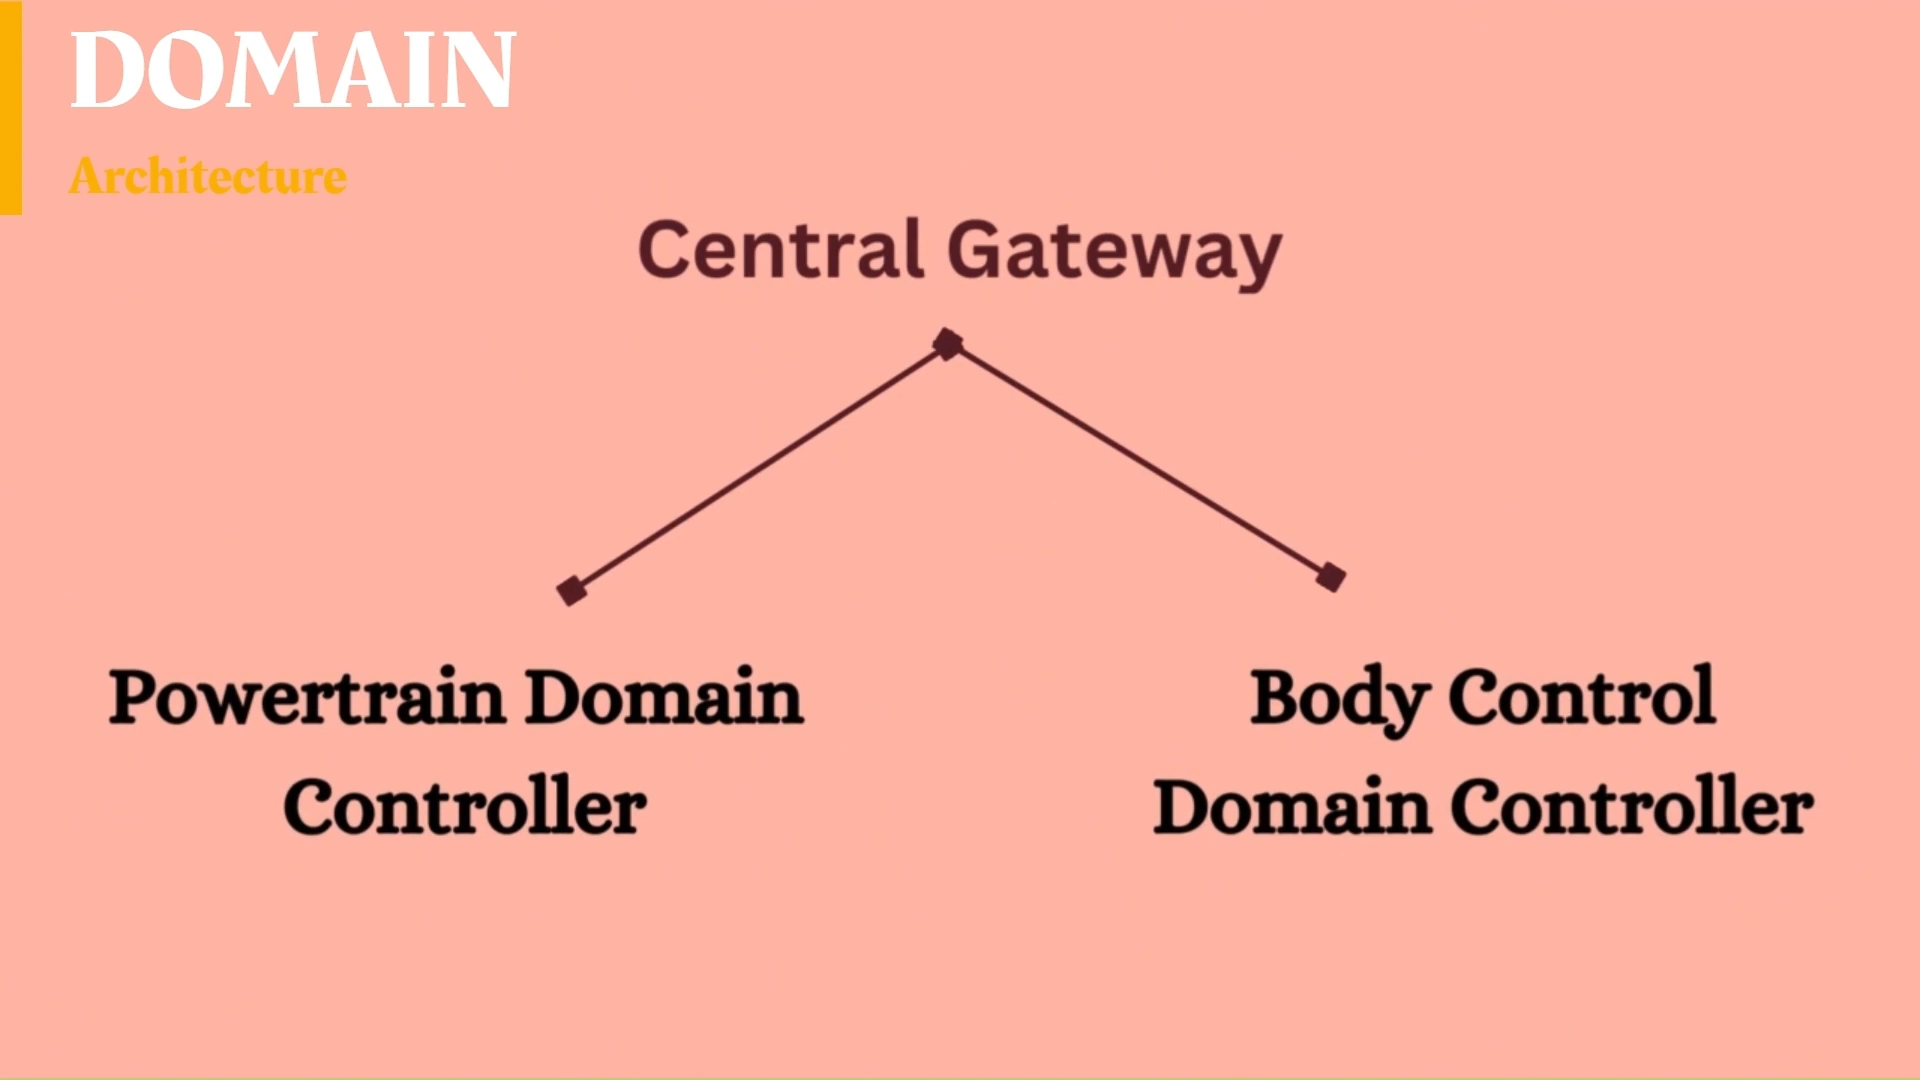 DOMAIN
Architecture
Central Gateway
Powertrain Domain
Controller
Body Control
Domain Controller